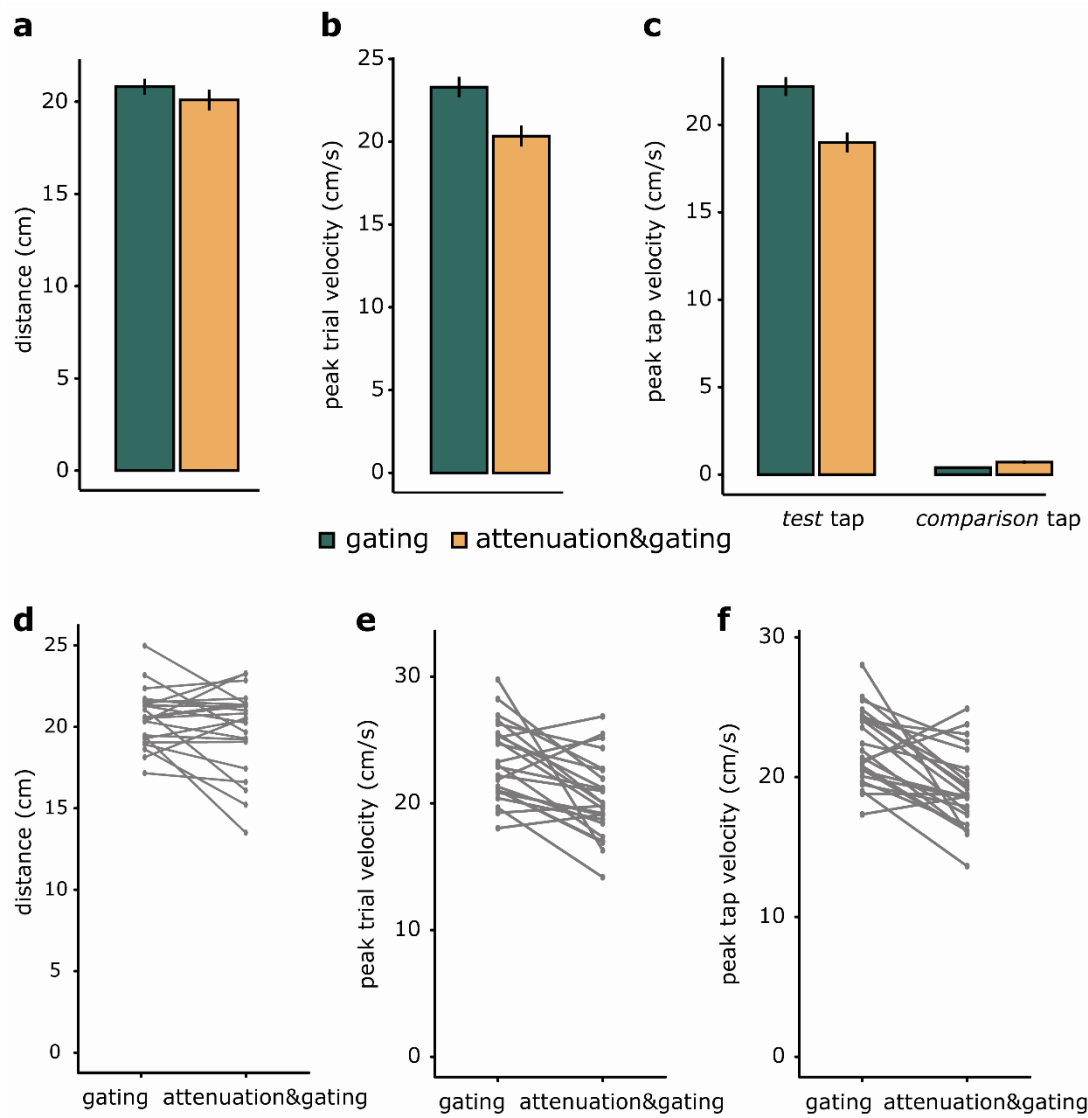 a
distance (cm)
20
15
10
5
0
b
peak trial velocity (cm/s)
25
20
15
10
5
0
c
peak tap velocity (cm/s)
20
15
10
5
0
test tap
comparison tap
gating
attenuation&gating
d
distance (cm)
25
20
15
10
5
0
gating
attenuation&gating
e
peak trial velocity (cm/s)
30
20
10
0
gating
attenuation&gating
f
peak tap velocity (cm/s)
30
20
10
0
gating
attenuation&gating